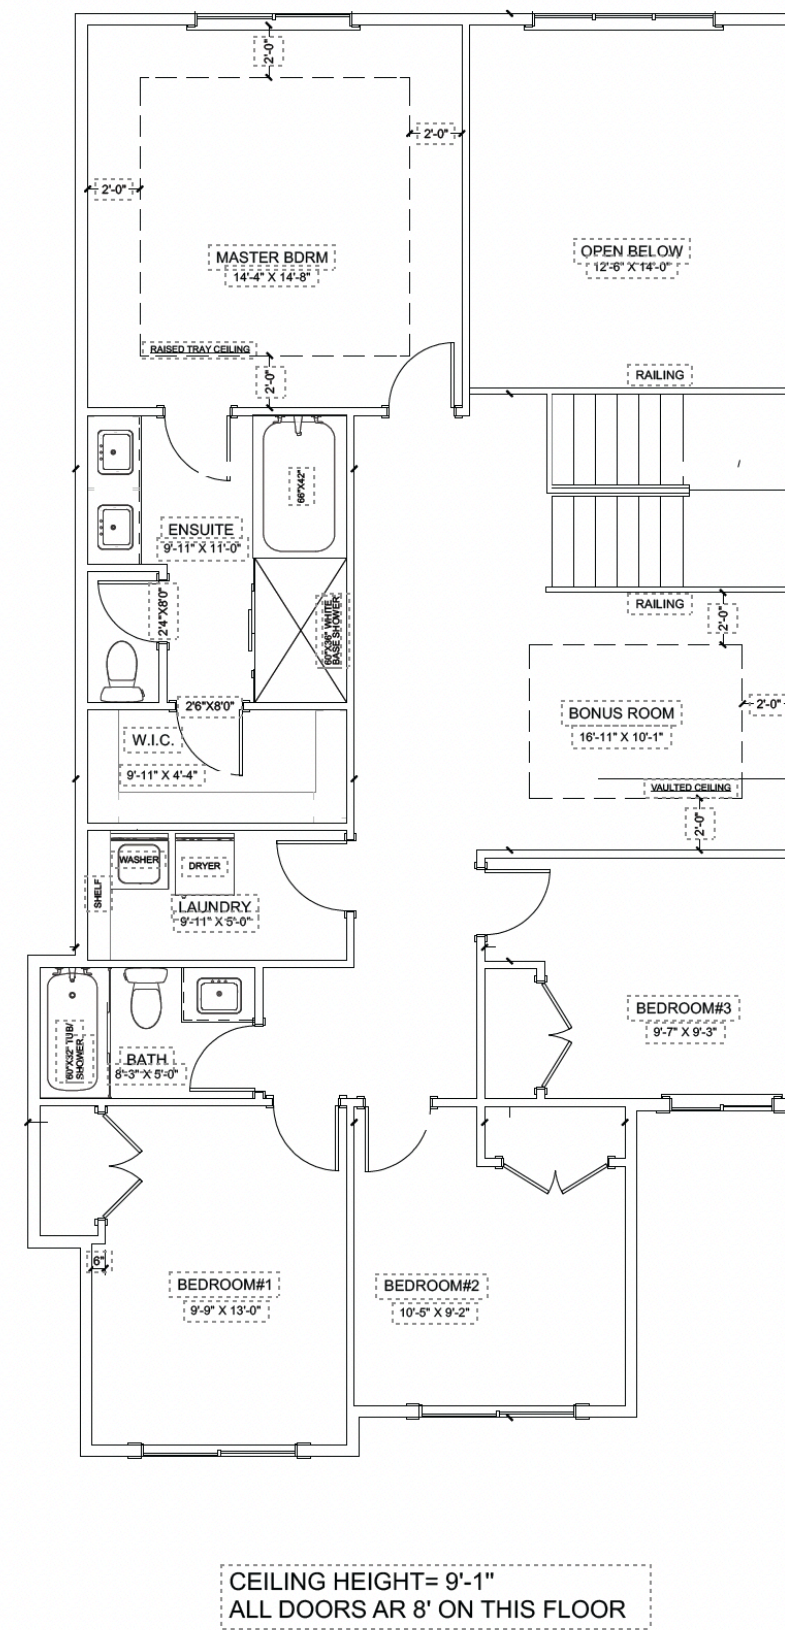 2'-0"
2'-0"
2'-0"
MASTER BDRM
14'-4" X 14'-8"
OPEN BELOW
12'-6" X 14'-0"
RAISED TRAY CEILING
2'-0"
RAILING
66"X42"
ENSUITE
9'-11" X 11'-0"
2'4"X8'0"
60"X36" WHITE
BASE SHOWER
RAILING
2'-0"
2'6"X8'0"
2'-0"
BONUS ROOM
16'-11" X 10'-1"
W.I.C.
9'-11" X 4'-4"
VAULTED CEILING
2'-0"
WASHER
DRYER
SHELF
LAUNDRY
9'-11" X 5'-0"
BEDROOM#3
9'-7" X 9'-3"
60"X32" TUB/
SHOWER
BATH
8'-3" X 5'-0"
6"
BEDROOM#1
9'-9" X 13'-0"
BEDROOM#2
10'-5" X 9'-2"
CEILING HEIGHT= 9'-1"
ALL DOORS AR 8' ON THIS FLOOR